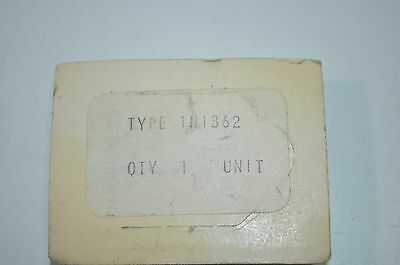 TYPE 1N1362
QTY 1 UNIT